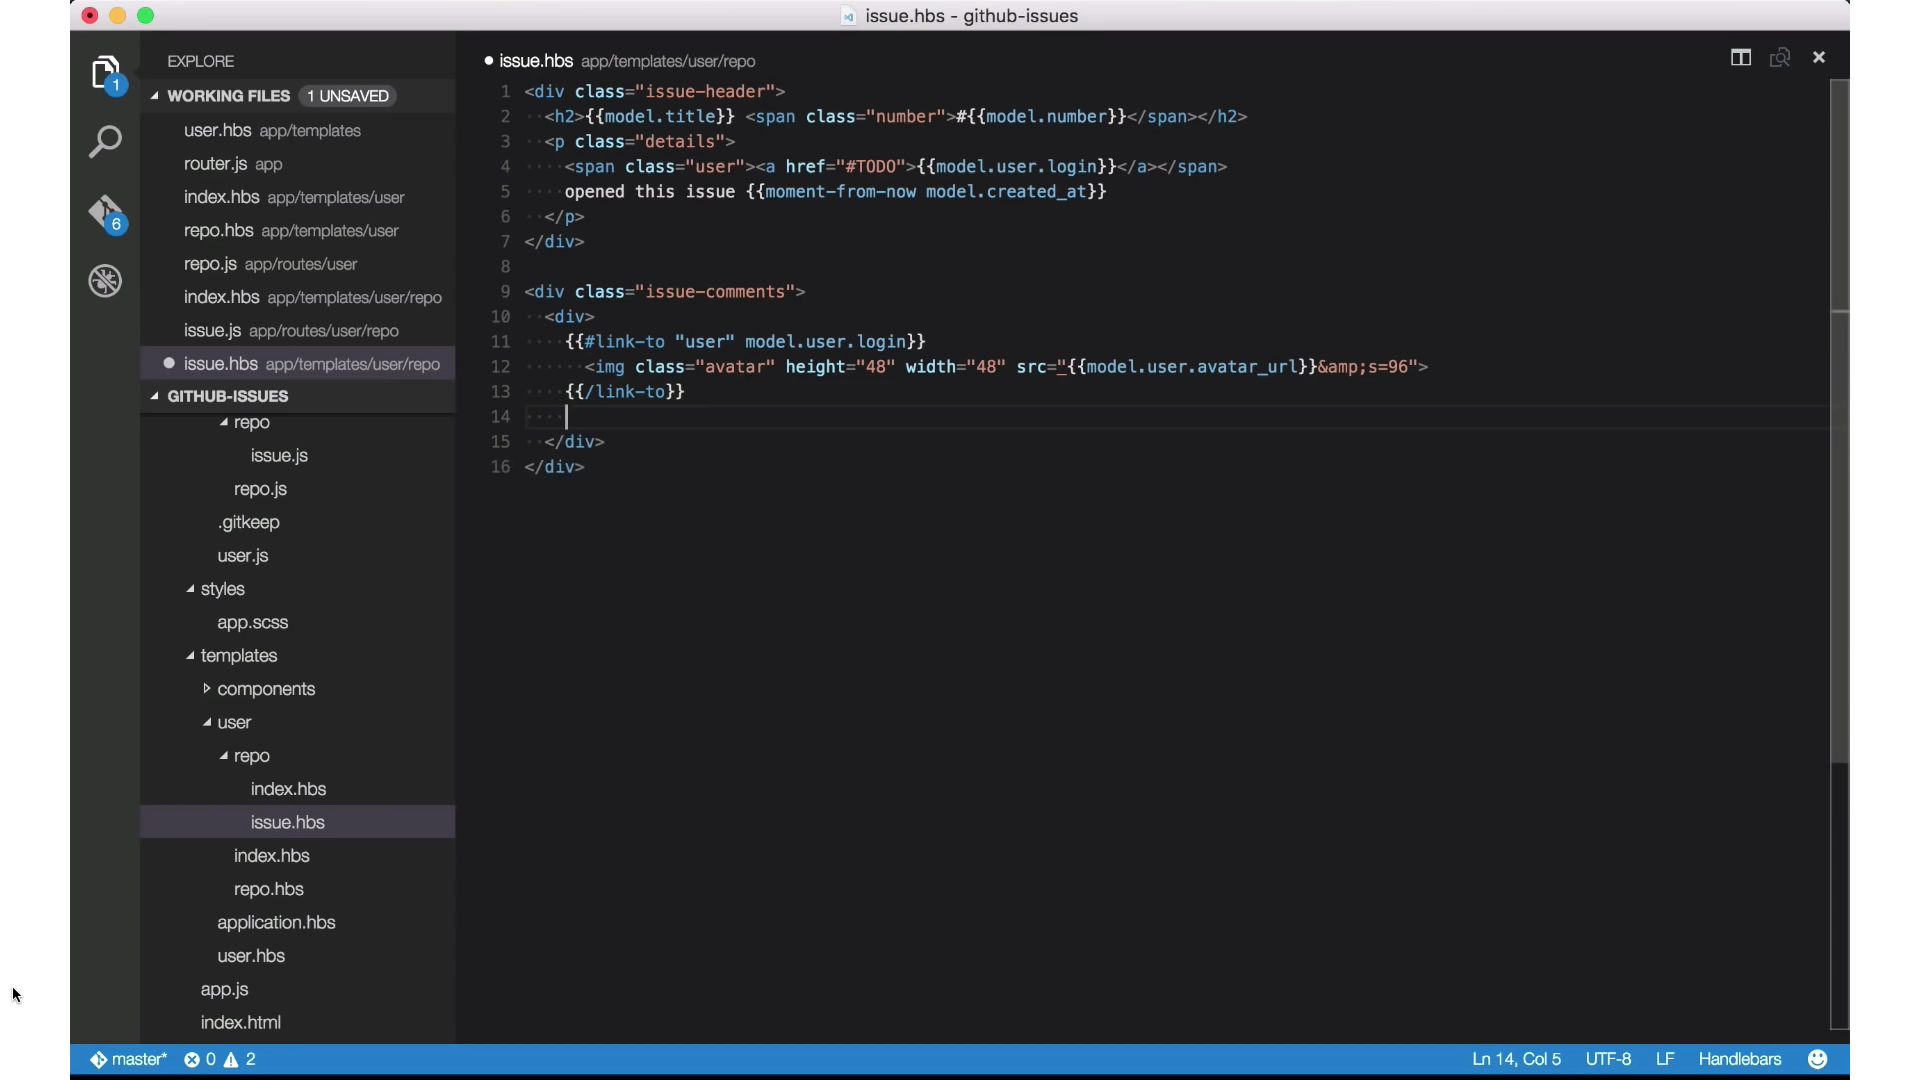 issue.hbs - github-issues
EXPLORE
WORKING FILES 1 UNSAVED
user.hbs app/templates
router.js app
index.hbs app/templates/user
repo.hbs app/templates/user
repo.js app/routes/user
index.hbs app/templates/user/repo
issue.js app/routes/user/repo
issue.hbs app/templates/user/repo
GITHUB-ISSUES
repo
issue.js
repo.js
.gitkeep
user.js
styles
app.scss
templates
components
user
repo
index.hbs
issue.hbs
index.hbs
repo.hbs
application.hbs
user.hbs
app.js
index.html
1
6
issue.hbs app/templates/user/repo
1 <div class="issue-header">
2 <h2>{{model.title}} <span class="number">#{{model.number}}</span></h2>
3 <p class="details">
4 <span class="user"><a href="#TODO">{{model.user.login}}</a></span>
5 opened this issue {{moment-from-now model.created_at}}
6 </p>
7 </div>
8
9 <div class="issue-comments">
10 <div>
11 {{#link-to "user" model.user.login}}
12 <img class="avatar" height="48" width="48" src="{{model.user.avatar_url}}&amp;s=96">
13 {{/link-to}}
14
15 </div>
16 </div>
master* 0 2
Ln 14, Col 5 UTF-8 LF Handlebars